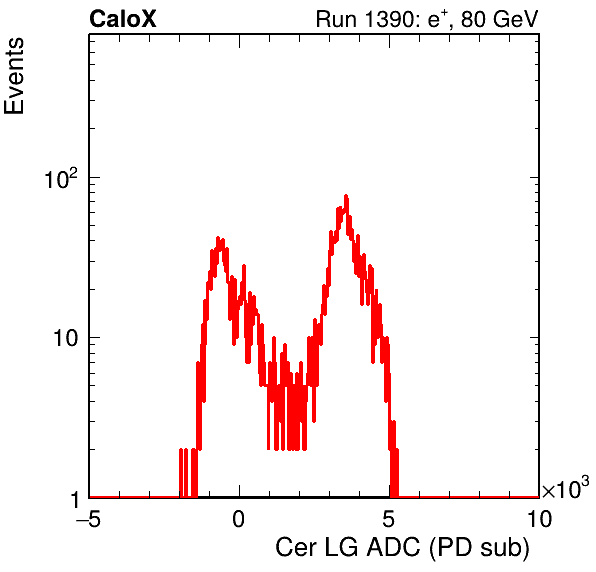 CaloX Run 1390: e⁺, 80 GeV
Events
10²
10
1
−5 0 5 10
×10³
Cer LG ADC (PD sub)